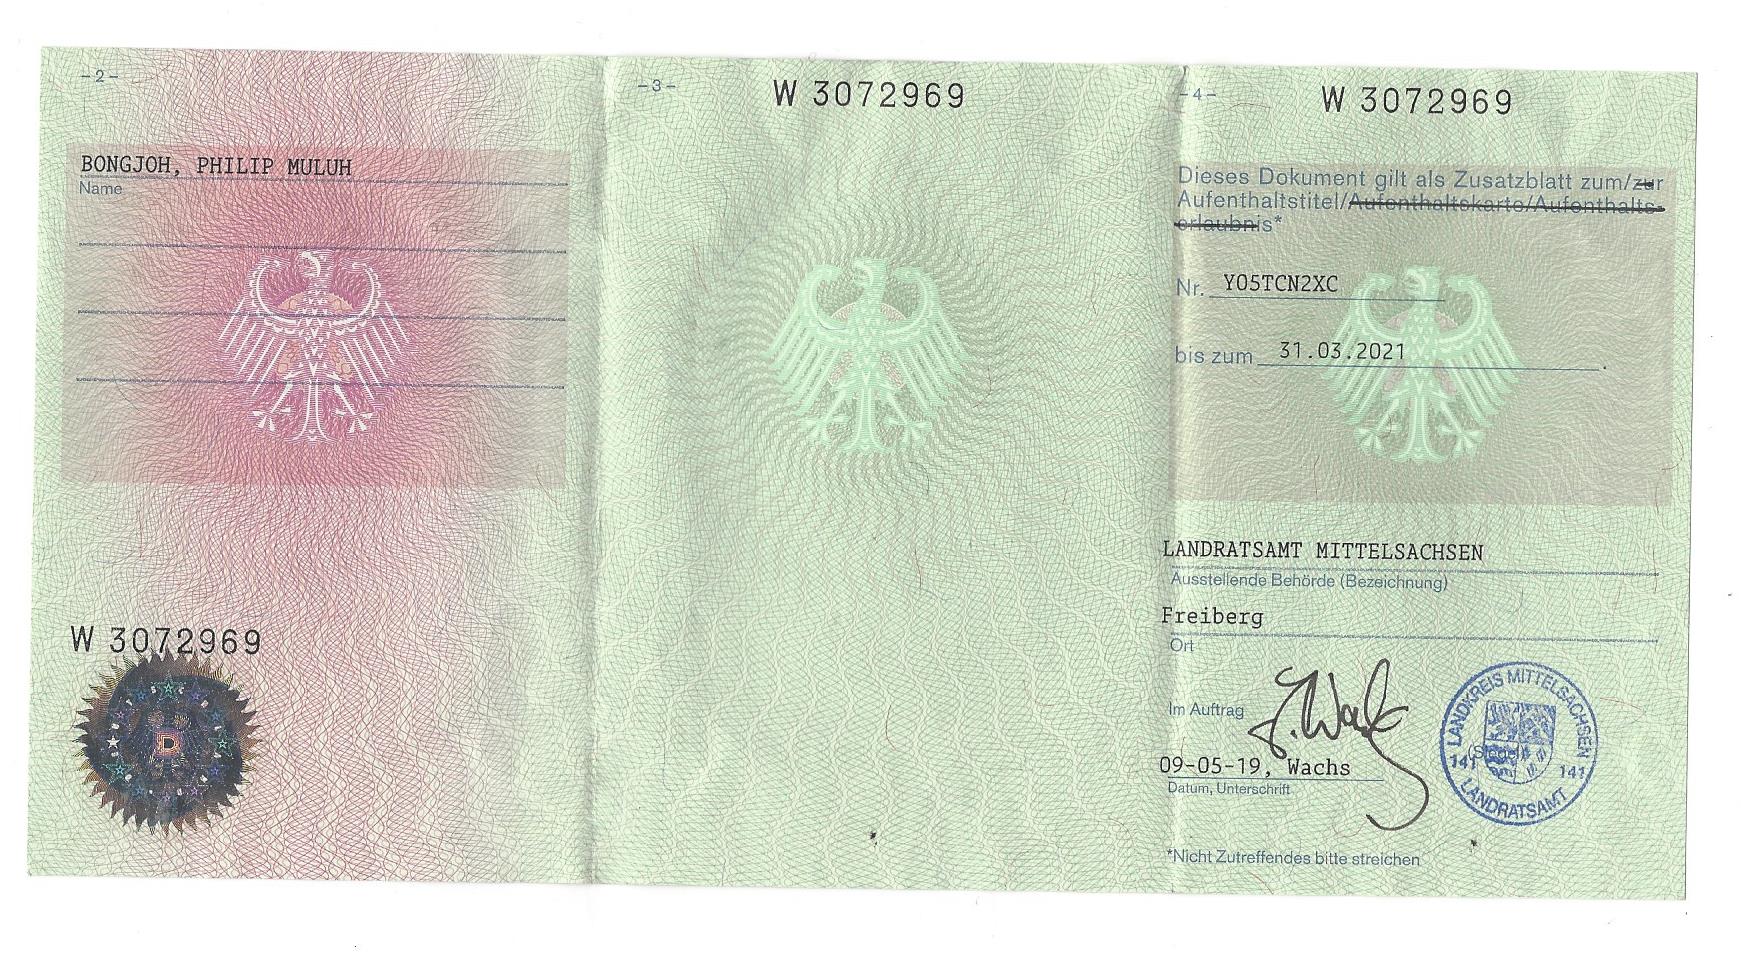 -2-
BONGJOH, PHILIP MULUH
Name
W 3072969
D
-3-
W 3072969
-4-
W 3072969
Dieses Dokument gilt als Zusatzblatt zum/zur
Aufenthaltstitel/Aufenthaltskarte/Aufenthalts-
erlaubnis*
Nr. Y05TCN2XC
bis zum 31.03.2021.
LANDRATSAMT MITTELSACHSEN
Ausstellende Behörde (Bezeichnung)
Freiberg
Ort
Im Auftrag
09-05-19, Wachs
Datum, Unterschrift
LANDKREIS MITTELSACHSEN
(Siegel)
141 141
LANDRATSAMT
*Nicht Zutreffendes bitte streichen